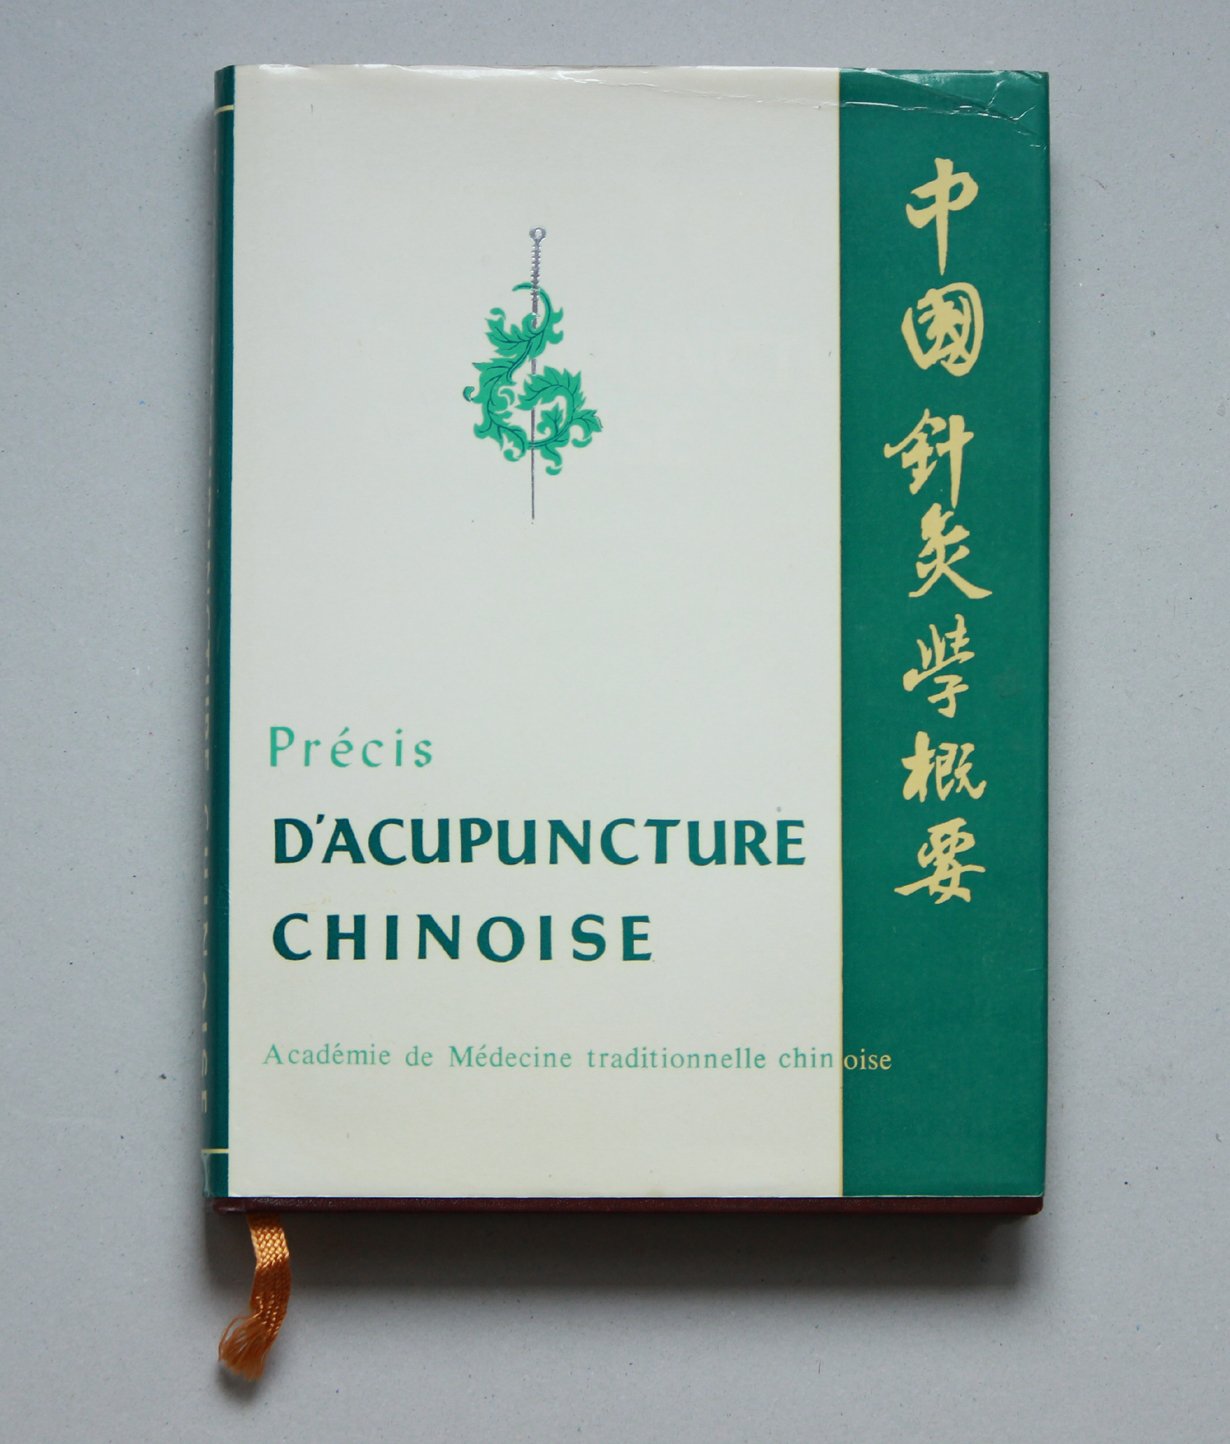 Précis
D'ACUPUNCTURE
CHINOISE
Académie de Médecine traditionnelle chinoise
中國針灸學概要